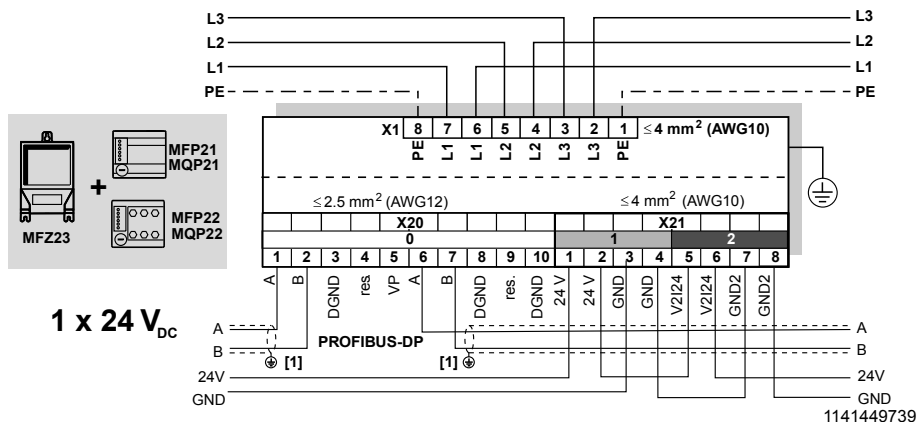 L3 L3
L2 L2
L1 L1
PE PE
X1 8 7 6 5 4 3 2 1 ≤ 4 mm² (AWG10)
PE L1 L1 L2 L2 L3 L3 PE
MFP21
MQP21
+
MFP22
MQP22
MFZ23
≤ 2.5 mm² (AWG12) ≤ 4 mm² (AWG10)
X20 X21
0 1 2
1 2 3 4 5 6 7 8 9 10 1 2 3 4 5 6 7 8
A B DGND res. VP A B DGND res. DGND 24 V 24 V GND GND V2I24 V2I24 GND2 GND2
1 x 24 VDC
A A
PROFIBUS-DP
B B
[1] [1]
24V 24V
GND GND
1141449739